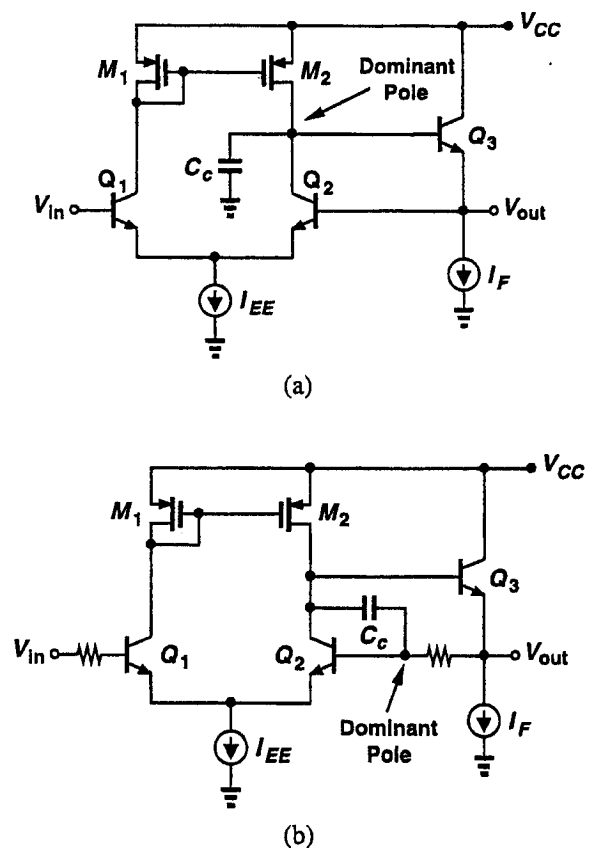 V_CC
M_1
M_2
Dominant
Pole
Q_3
C_c
Q_1
Q_2
V_in
V_out
I_EE
I_F
(a)
V_CC
M_1
M_2
Q_3
C_c
V_in
Q_1
Q_2
V_out
Dominant
Pole
I_EE
I_F
(b)